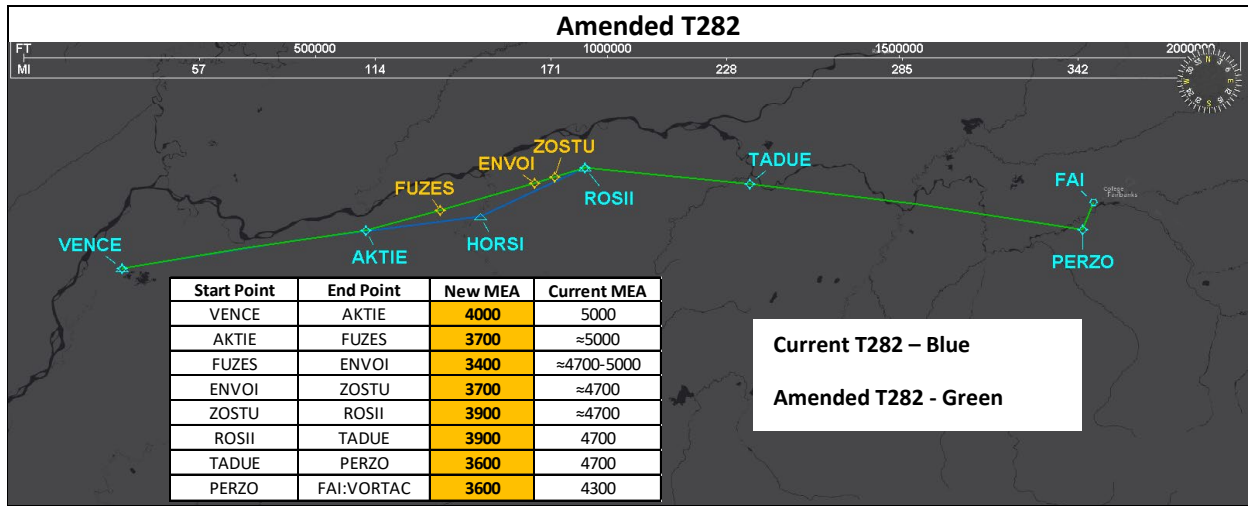 Amended T282
FT 500000 1000000 1500000 2000000
MI 57 114 171 228 285 342
N
E
S
W
ZOSTU
ENVOI
TADUE
FUZES
ROSII
FAI
College
Fairbanks
HORSI
VENCE
AKTIE
PERZO
Start Point End Point New MEA Current MEA
VENCE AKTIE 4000 5000
AKTIE FUZES 3700 ≈5000
FUZES ENVOI 3400 ≈4700-5000
ENVOI ZOSTU 3700 ≈4700
ZOSTU ROSII 3900 ≈4700
ROSII TADUE 3900 4700
TADUE PERZO 3600 4700
PERZO FAI:VORTAC 3600 4300
Current T282 – Blue
Amended T282 - Green